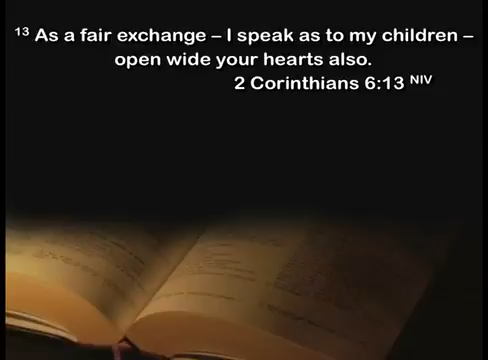 13 As a fair exchange – I speak as to my children –
open wide your hearts also.
2 Corinthians 6:13 NIV